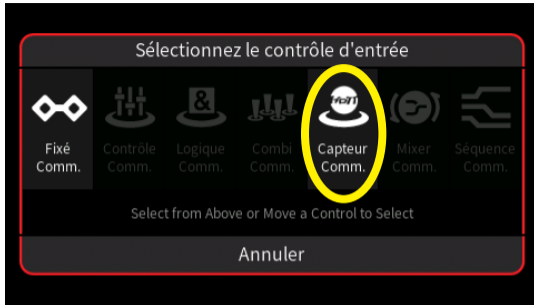 Sélectionnez le contrôle d'entrée
&
Fixé Contrôle Logique Combi Capteur Mixer Séquence
Comm. Comm. Comm. Comm. Comm. Comm. Comm.
Select from Above or Move a Control to Select
Annuler